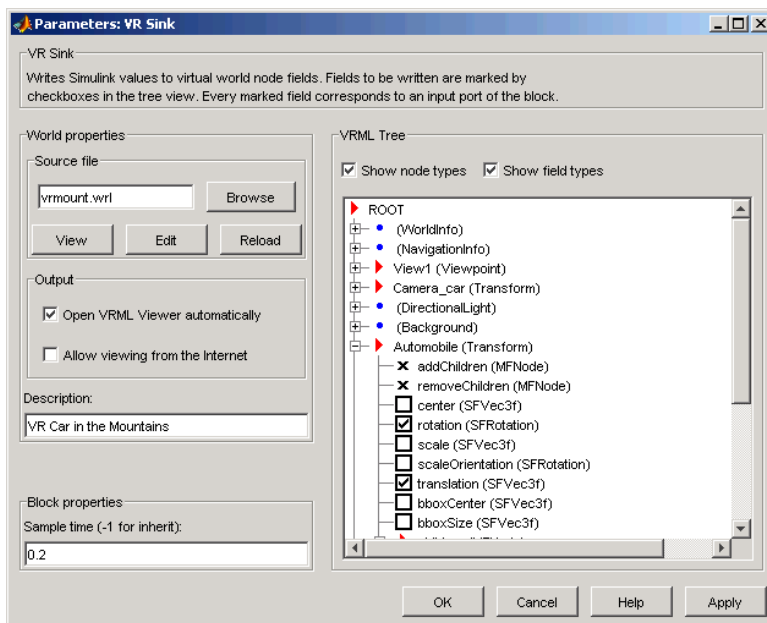 Parameters: VR Sink
VR Sink
Writes Simulink values to virtual world node fields. Fields to be written are marked by
checkboxes in the tree view. Every marked field corresponds to an input port of the block.
World properties
Source file
vrmount.wrl
Browse
View
Edit
Reload
Output
Open VRML Viewer automatically
Allow viewing from the Internet
Description:
VR Car in the Mountains
Block properties
Sample time (-1 for inherit):
0.2
VRML Tree
Show node types
Show field types
ROOT
(WorldInfo)
(NavigationInfo)
View1 (Viewpoint)
Camera_car (Transform)
(DirectionalLight)
(Background)
Automobile (Transform)
addChildren (MFNode)
removeChildren (MFNode)
center (SFVec3f)
rotation (SFRotation)
scale (SFVec3f)
scaleOrientation (SFRotation)
translation (SFVec3f)
bboxCenter (SFVec3f)
bboxSize (SFVec3f)
OK
Cancel
Help
Apply